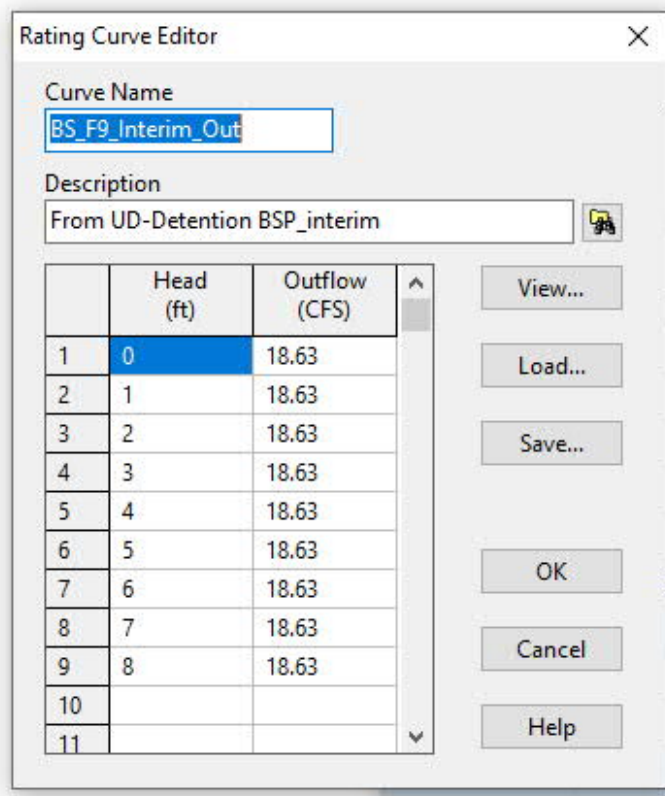 Rating Curve Editor
Curve Name
BS_F9_Interim_Out
Description
From UD-Detention BSP_interim
Head (ft) Outflow (CFS)
1 0 18.63
2 1 18.63
3 2 18.63
4 3 18.63
5 4 18.63
6 5 18.63
7 6 18.63
8 7 18.63
9 8 18.63
10
11
View...
Load...
Save...
OK
Cancel
Help